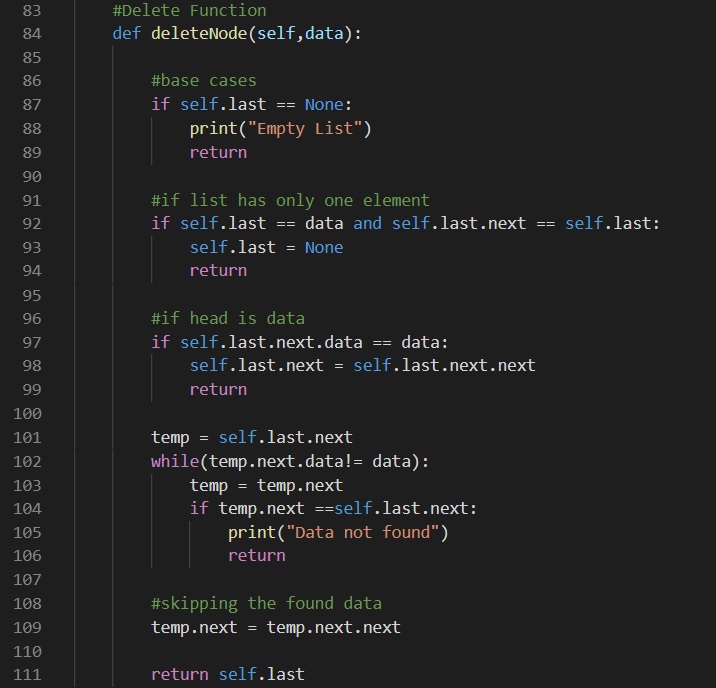 83 #Delete Function
84 def deleteNode(self,data):
85
86 #base cases
87 if self.last == None:
88 print("Empty List")
89 return
90
91 #if list has only one element
92 if self.last == data and self.last.next == self.last:
93 self.last = None
94 return
95
96 #if head is data
97 if self.last.next.data == data:
98 self.last.next = self.last.next.next
99 return
100
101 temp = self.last.next
102 while(temp.next.data!= data):
103 temp = temp.next
104 if temp.next ==self.last.next:
105 print("Data not found")
106 return
107
108 #skipping the found data
109 temp.next = temp.next.next
110
111 return self.last